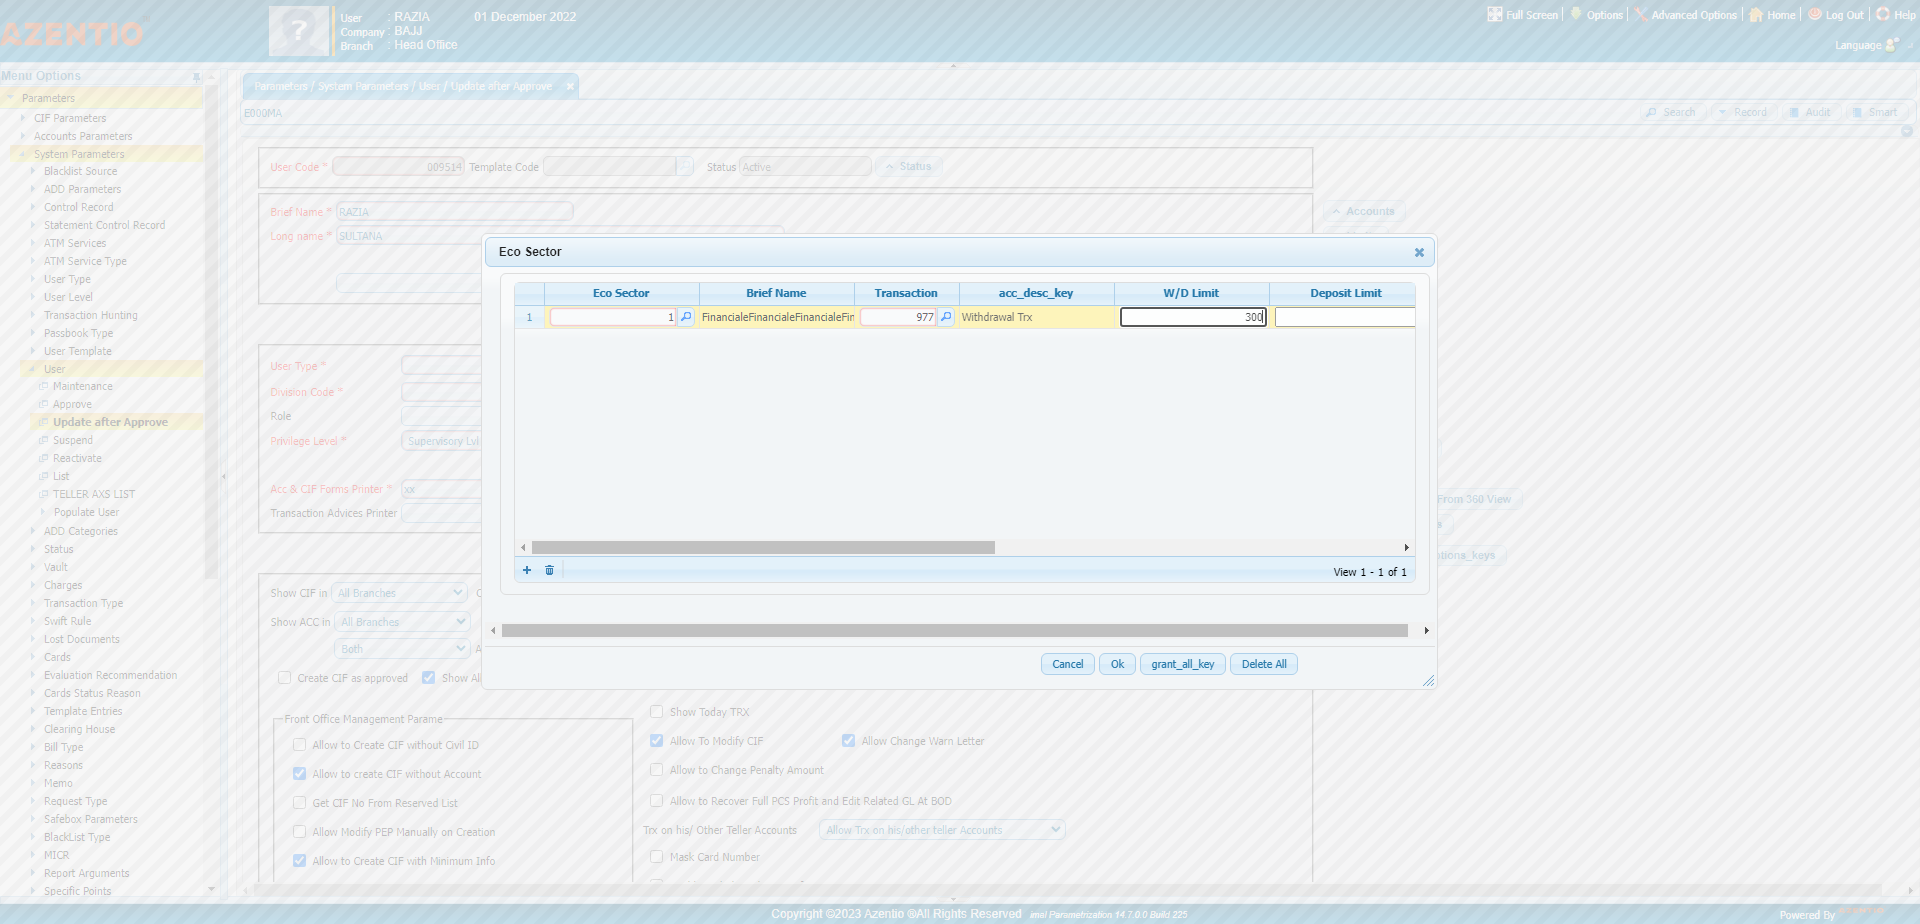 AZENTIO
User : RAZIA 01 December 2022
Company : BAJJ
Branch : Head Office
Full Screen Options Advanced Options Home Log Out Help
Language
Menu Options
Parameters
CIF Parameters
Accounts Parameters
System Parameters
Blacklist Source
ADD Parameters
Control Record
Statement Control Record
ATM Services
ATM Service Type
User Type
User Level
Transaction Hunting
Passbook Type
User Template
User
Maintenance
Approve
Update after Approve
Suspend
Reactivate
List
TELLER AXS LIST
Populate User
ADD Categories
Status
Vault
Charges
Transaction Type
Swift Rule
Lost Documents
Cards
Evaluation Recommendation
Cards Status Reason
Template Entries
Clearing House
Bill Type
Reasons
Memo
Request Type
Safebox Parameters
BlackList Type
MICR
Report Arguments
Specific Points
Parameters / System Parameters / User / Update after Approve
E000MA
Search Record Audit Smart
User Code * 009514 Template Code Status Active Status
Brief Name * RAZIA
Accounts
Long name * SULTANA
User Type *
Division Code *
Role
Privilege Level * Supervisory Lvl
Acc & CIF Forms Printer * xx
Transaction Advices Printer
From 360 View
Show CIF in All Branches
Show ACC in All Branches
Both
Create CIF as approved Show Al
Front Office Management Parame
Allow to Create CIF without Civil ID
Allow to create CIF without Account
Get CIF No From Reserved List
Allow Modify PEP Manually on Creation
Allow to Create CIF with Minimum Info
Show Today TRX
Allow To Modify CIF Allow Change Warn Letter
Allow to Change Penalty Amount
Allow to Recover Full PCS Profit and Edit Related GL At BOD
Trx on his/ Other Teller Accounts Allow Trx on his/other teller Accounts
Mask Card Number
Eco Sector
Eco Sector Brief Name Transaction acc_desc_key W/D Limit Deposit Limit
1 1 FinancialeFinancialeFinancialeFin 977 Withdrawal Trx 300
View 1 - 1 of 1
Cancel Ok grant_all_key Delete All
Copyright ©2023 Azentio ®All Rights Reserved imal Parametrization 14.7.0.0 Build 225
Powered By